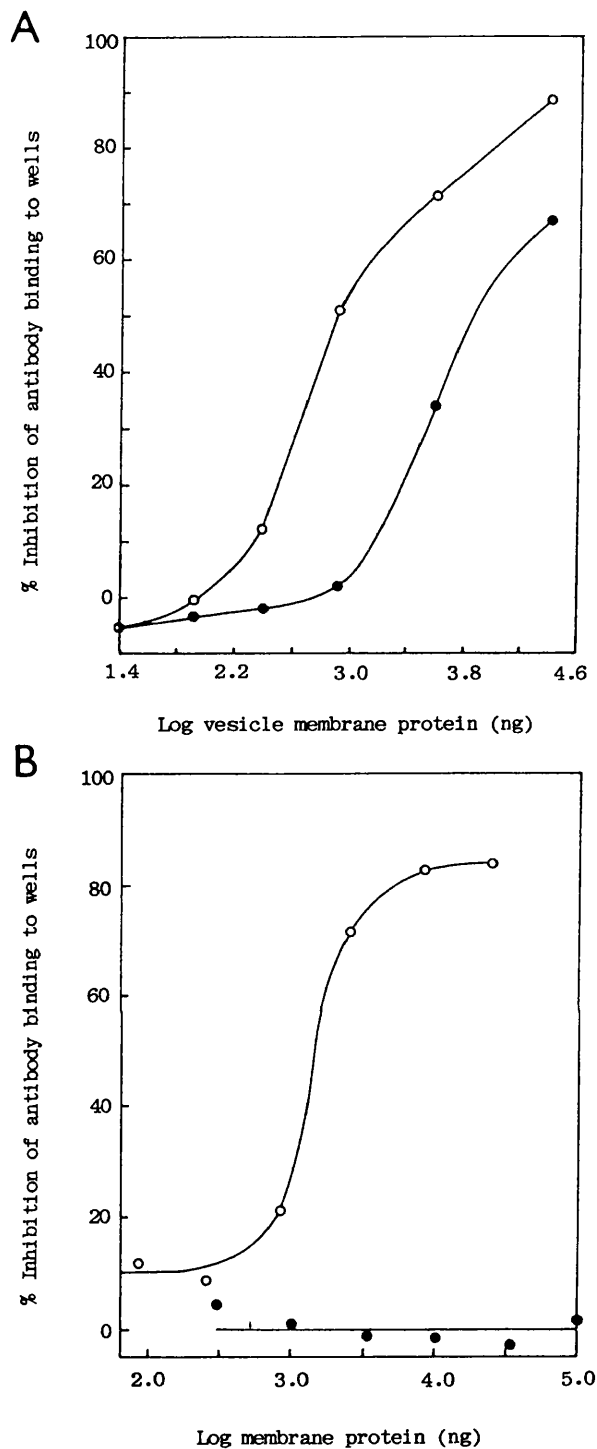 A
100
80
60
40
20
0
% Inhibition of antibody binding to wells
1.4 2.2 3.0 3.8 4.6
Log vesicle membrane protein (ng)
B
100
80
60
40
20
0
% Inhibition of antibody binding to wells
2.0 3.0 4.0 5.0
Log membrane protein (ng)